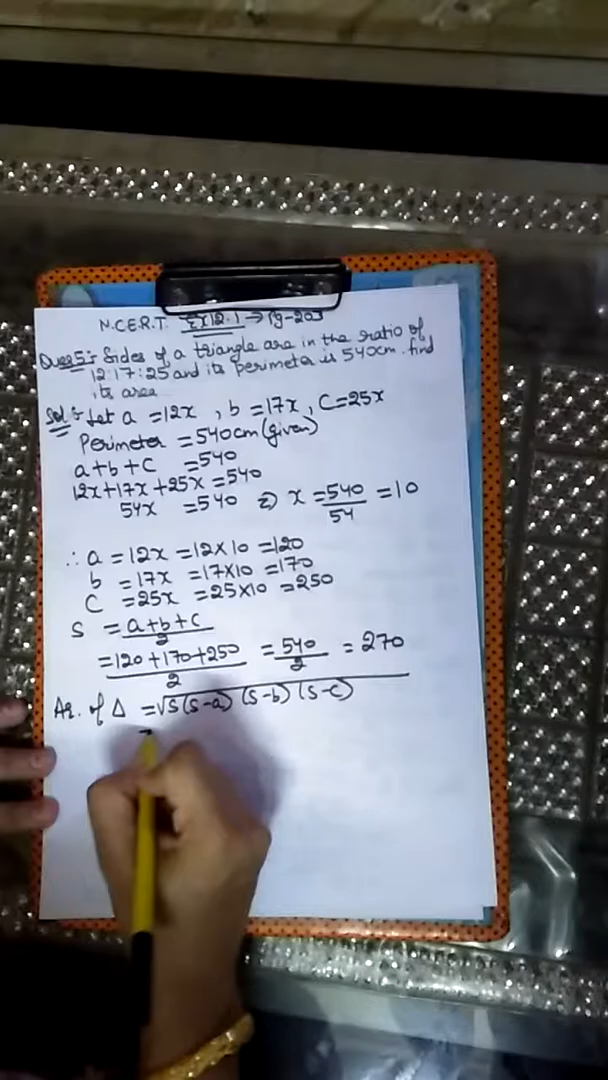 N.C.E.R.T. Ex 12.1 → Pg-203
Ques 5:- Sides of a triangle are in the ratio of
12:17:25 and its perimeter is 540cm. find
its area
Sol:- Let a = 12x , b = 17x , C = 25x
Perimeter = 540cm (given)
a+b+c = 540
12x+17x+25x = 540
54x = 540 ⇒ x = 540/54 = 10
∴ a = 12x = 12×10 = 120
b = 17x = 17×10 = 170
C = 25x = 25×10 = 250
S = a+b+c/2
= 120+170+250/2 = 540/2 = 270
Ar. of Δ = √s(s-a) (s-b) (s-c)
=